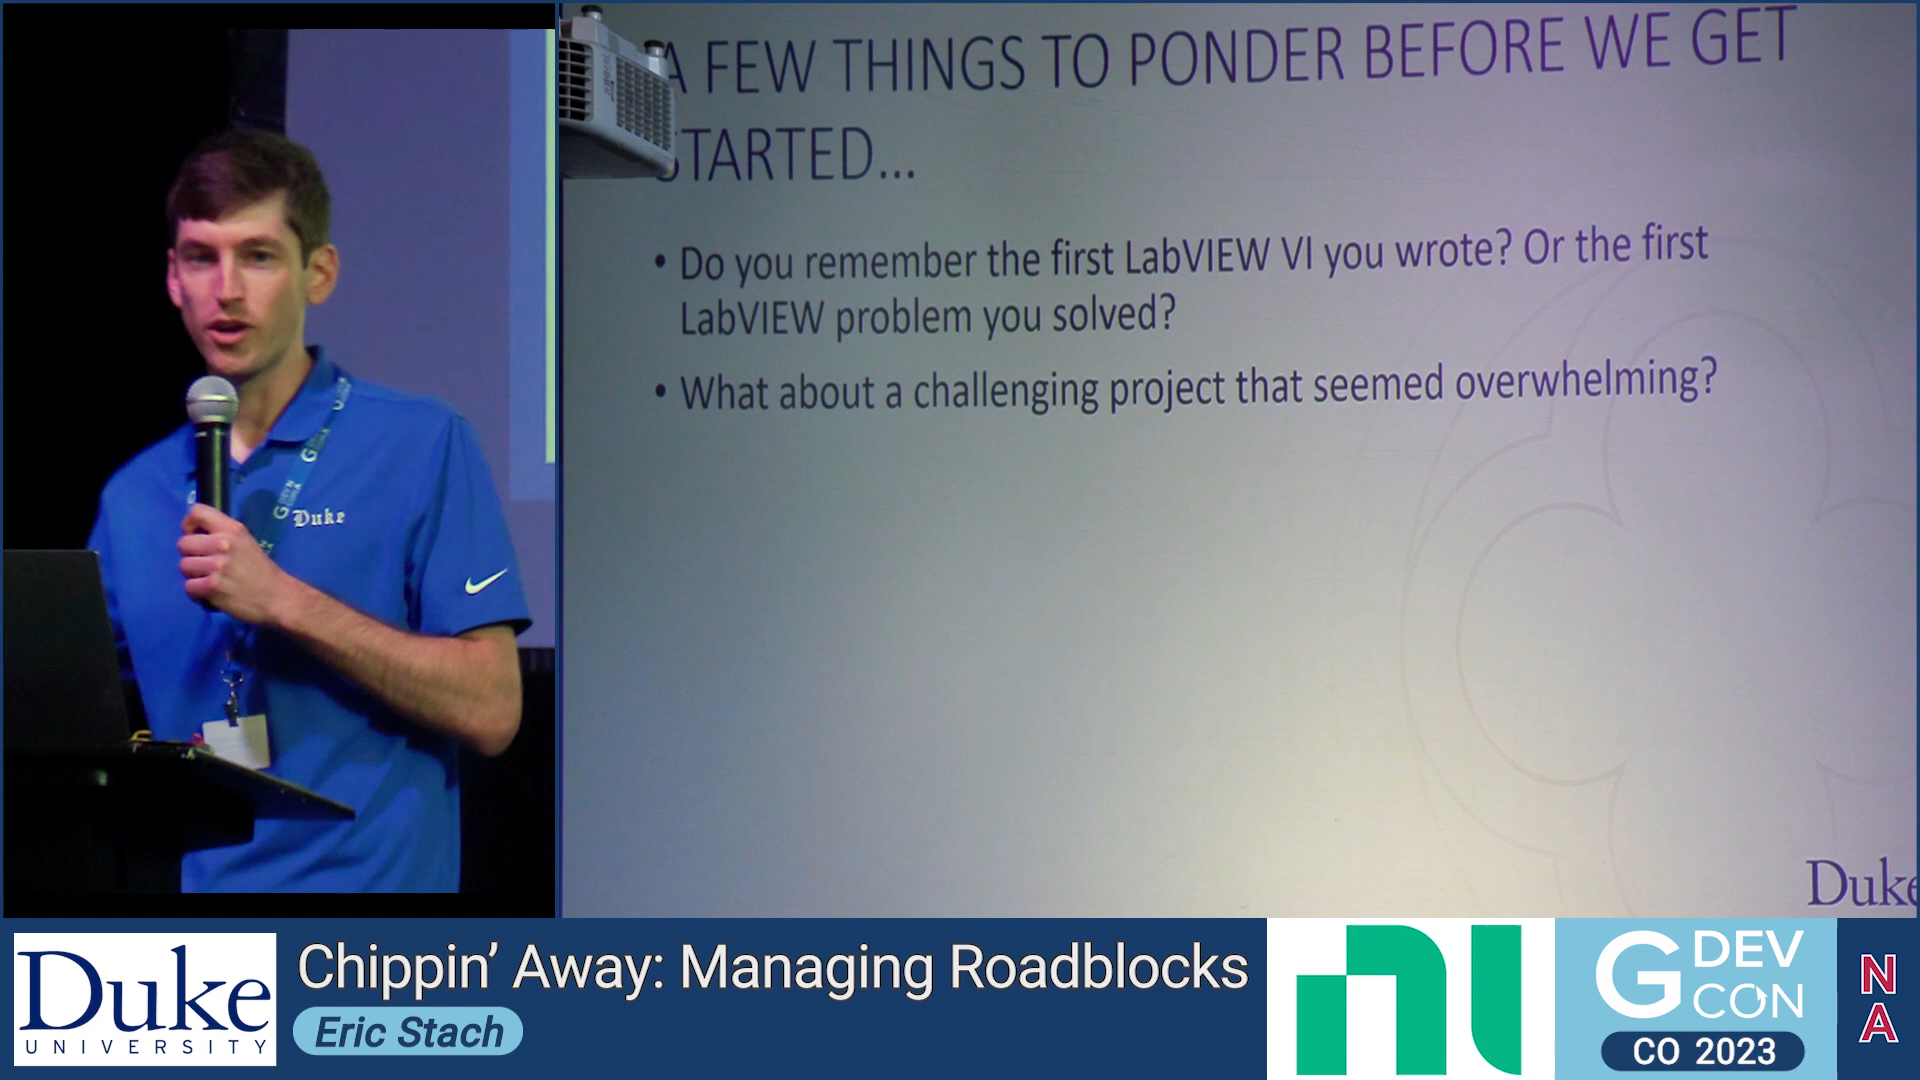 A FEW THINGS TO PONDER BEFORE WE GET
STARTED...
• Do you remember the first LabVIEW VI you wrote? Or the first
LabVIEW problem you solved?
• What about a challenging project that seemed overwhelming?
Duke
Duke
Duke
UNIVERSITY
Chippin’ Away: Managing Roadblocks
Eric Stach
G DEV
CON
CO 2023
N
A